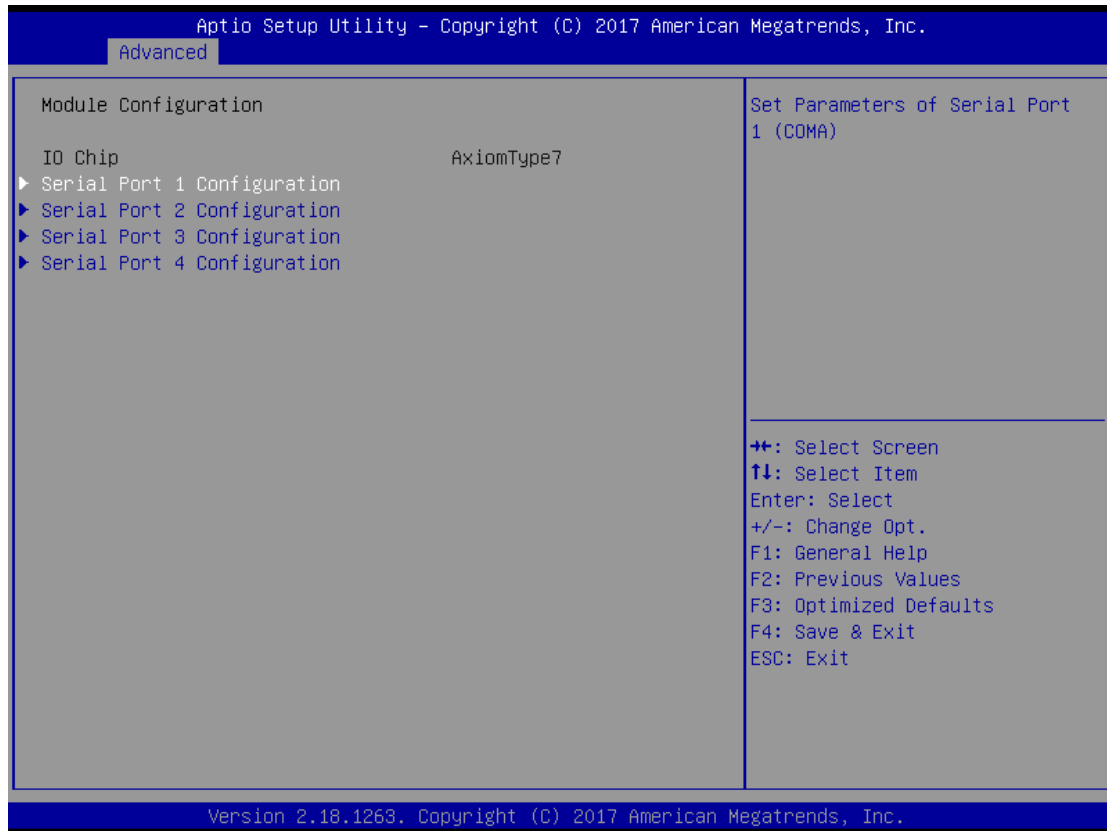 Aptio Setup Utility – Copyright (C) 2017 American Megatrends, Inc.
Advanced
Module Configuration
IO Chip AxiomType7
▶ Serial Port 1 Configuration
▶ Serial Port 2 Configuration
▶ Serial Port 3 Configuration
▶ Serial Port 4 Configuration
Set Parameters of Serial Port
1 (COMA)
→←: Select Screen
↑↓: Select Item
Enter: Select
+/-: Change Opt.
F1: General Help
F2: Previous Values
F3: Optimized Defaults
F4: Save & Exit
ESC: Exit
Version 2.18.1263. Copyright (C) 2017 American Megatrends, Inc.